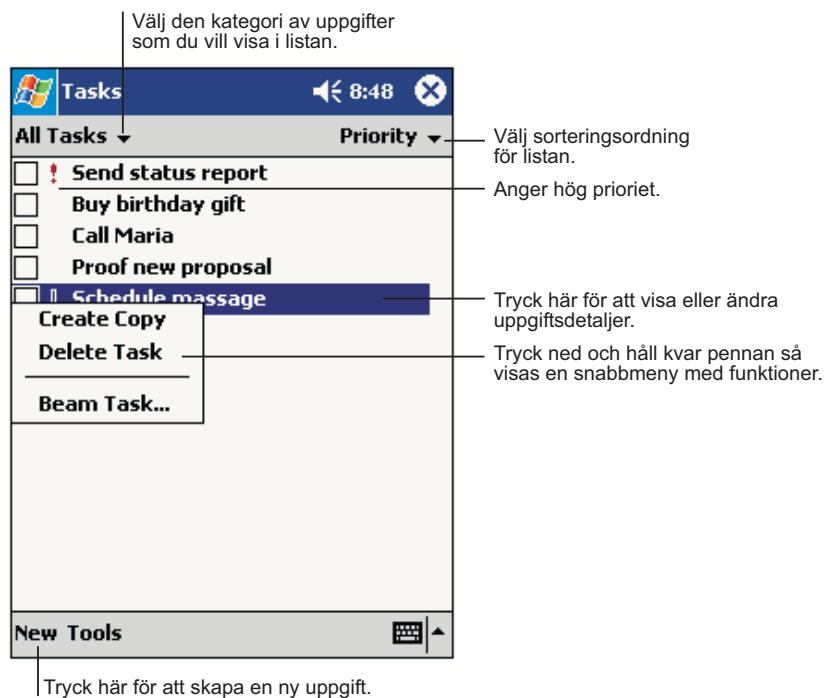 Välj den kategori av uppgifter
som du vill visa i listan.
Tasks 8:48
All Tasks Priority
Välj sorteringsordning
för listan.
Send status report
Anger hög prioriet.
Buy birthday gift
Call Maria
Proof new proposal
Schedule massage
Tryck här för att visa eller ändra
uppgiftsdetaljer.
Create Copy
Delete Task
Tryck ned och håll kvar pennan så
visas en snabbmeny med funktioner.
Beam Task...
New Tools
Tryck här för att skapa en ny uppgift.